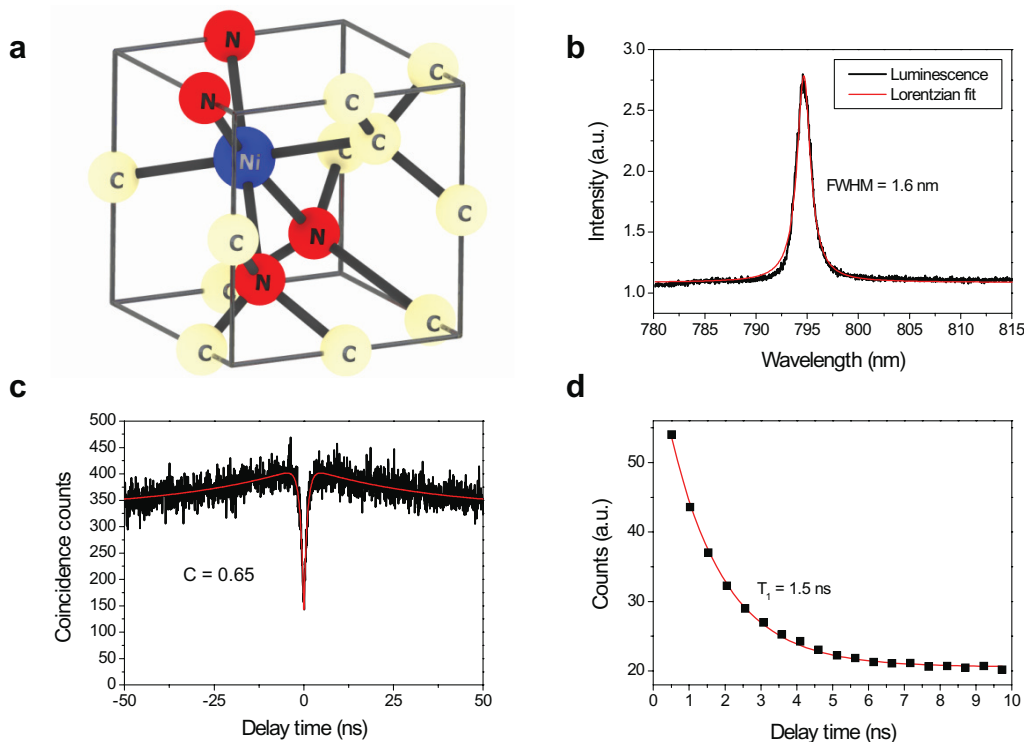 a
N
N
C
C
C
C
C
Ni
C
C
N
C
N
C
C
C
C
b
3.0
2.5
2.0
1.5
1.0
Intensity (a.u.)
Luminescence
Lorentzian fit
FWHM = 1.6 nm
780 785 790 795 800 805 810 815
Wavelength (nm)
c
500
450
400
350
300
250
200
150
100
50
0
Coincidence counts
C = 0.65
-50 -25 0 25 50
Delay time (ns)
d
50
40
30
20
Counts (a.u.)
T1 = 1.5 ns
0 1 2 3 4 5 6 7 8 9 10
Delay time (ns)